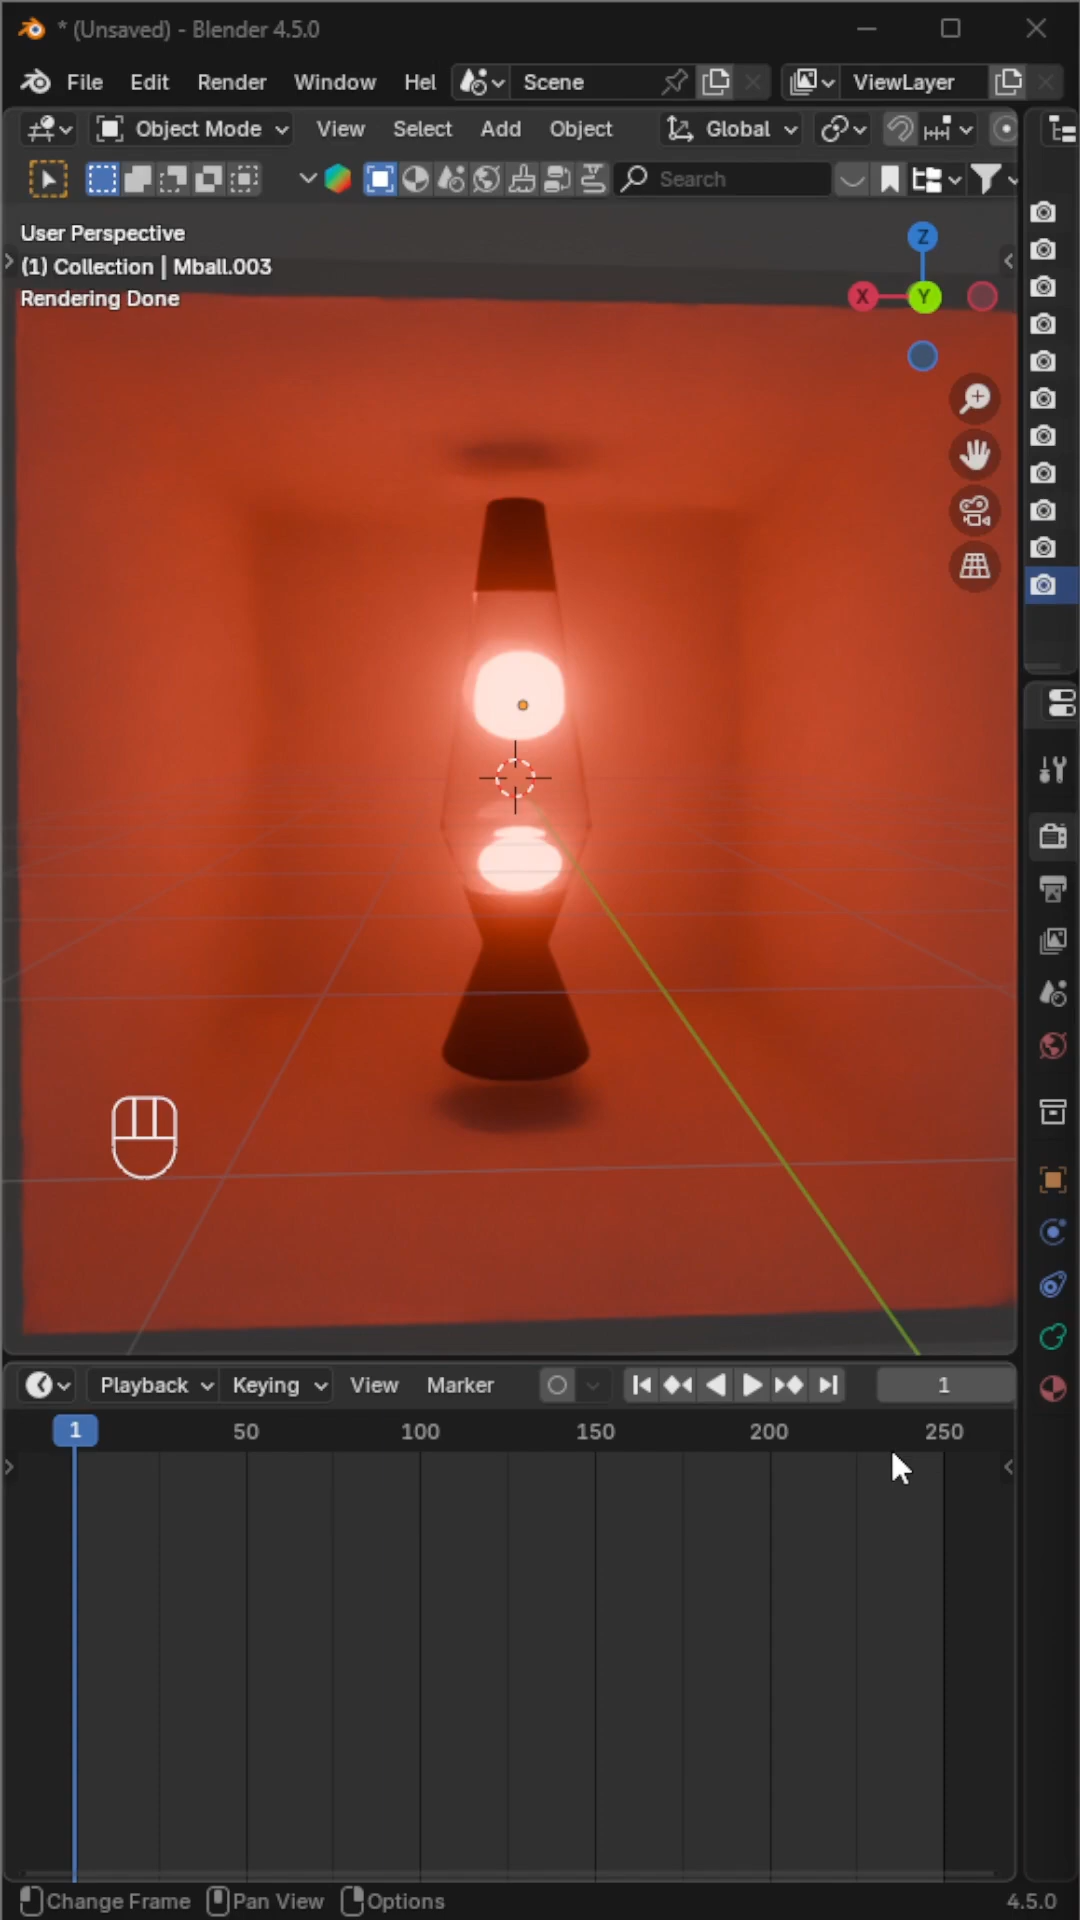 * (Unsaved) - Blender 4.5.0
File Edit Render Window Hel Scene ViewLayer
Object Mode View Select Add Object Global
Search
User Perspective
(1) Collection | Mball.003
Rendering Done
Z
X Y
Playback Keying View Marker 1
1 50 100 150 200 250
Change Frame Pan View Options 4.5.0